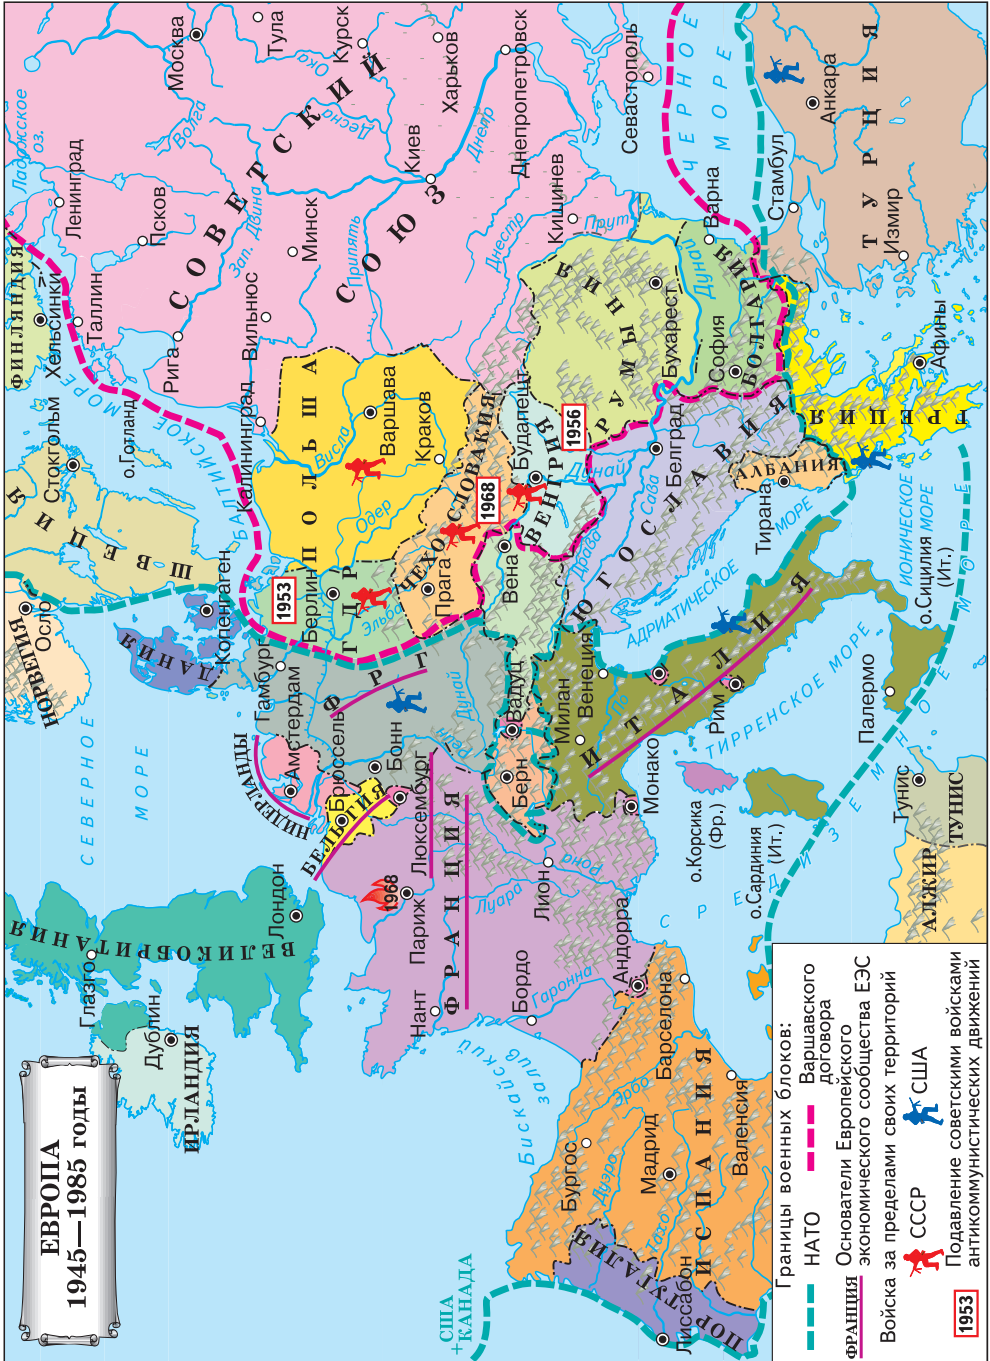 ЕВРОПА
1945—1985 годы
США
+КАНАДА
СЕВЕРНОЕ
МОРЕ
НОРВЕГИЯ
Осло
ШВЕЦИЯ
Стокгольм
о.Готланд
ФИНЛЯНДИЯ
Хельсинки
Ладожское
оз.
Ленинград
Таллин
Псков
Рига
БАЛТИЙСКОЕ МОРЕ
Вильнюс
Минск
Калининград
СОВЕТСКИЙ
СОЮЗ
Москва
Тула
Курск
Харьков
Днепропетровск
Севастополь
Киев
Кишинев
Волга
Ока
Десна
Зап. Двина
Припять
Днепр
Днестр
Прут
ДАНИЯ
Копенгаген
ВЕЛИКОБРИТАНИЯ
Глазго
Лондон
ИРЛАНДИЯ
Дублин
НИДЕРЛАНДЫ
Амстердам
БЕЛЬГИЯ
Брюссель
Люксембург
ФРГ
Гамбург
Бонн
Рейн
Дунай
ГДР
Берлин
1953
Эльба
ПОЛЬША
Варшава
Краков
Висла
Одер
ЧЕХОСЛОВАКИЯ
Прага
1968
ВЕНГРИЯ
Будапешт
1956
Дунай
Вена
РУМЫНИЯ
Бухарест
Дунай
БОЛГАРИЯ
София
Варна
ЮГОСЛАВИЯ
Белград
Сава
Драва
АЛБАНИЯ
Тирана
ГРЕЦИЯ
Афины
ТУРЦИЯ
Стамбул
Анкара
Измир
ЧЕРНОЕ
МОРЕ
ФРАНЦИЯ
Париж
1968
Нант
Бордо
Лион
Луара
Гаронна
Рона
Бискайский
залив
Берн
Вадуц
ИТАЛИЯ
Милан
Венеция
Рим
По
Монако
Палермо
АДРИАТИЧЕСКОЕ МОРЕ
ТИРРЕНСКОЕ МОРЕ
ИОНИЧЕСКОЕ
МОРЕ
о.Сицилия
(Ит.)
о.Корсика
(Фр.)
о.Сардиния
(Ит.)
СРЕДИЗЕМНОЕ МОРЕ
Андорра
ИСПАНИЯ
Барселона
Валенсия
Мадрид
Бургос
Эбро
Дуэро
Тахо
ПОРТУГАЛИЯ
Лиссабон
АЛЖИР
ТУНИС
Тунис
Границы военных блоков:
НАТО
Варшавского
договора
ФРАНЦИЯ
Основатели Европейского
экономического сообщества ЕЭС
Войска за пределами своих территорий
СССР
США
1953
Подавление советскими войсками
антикоммунистических движений